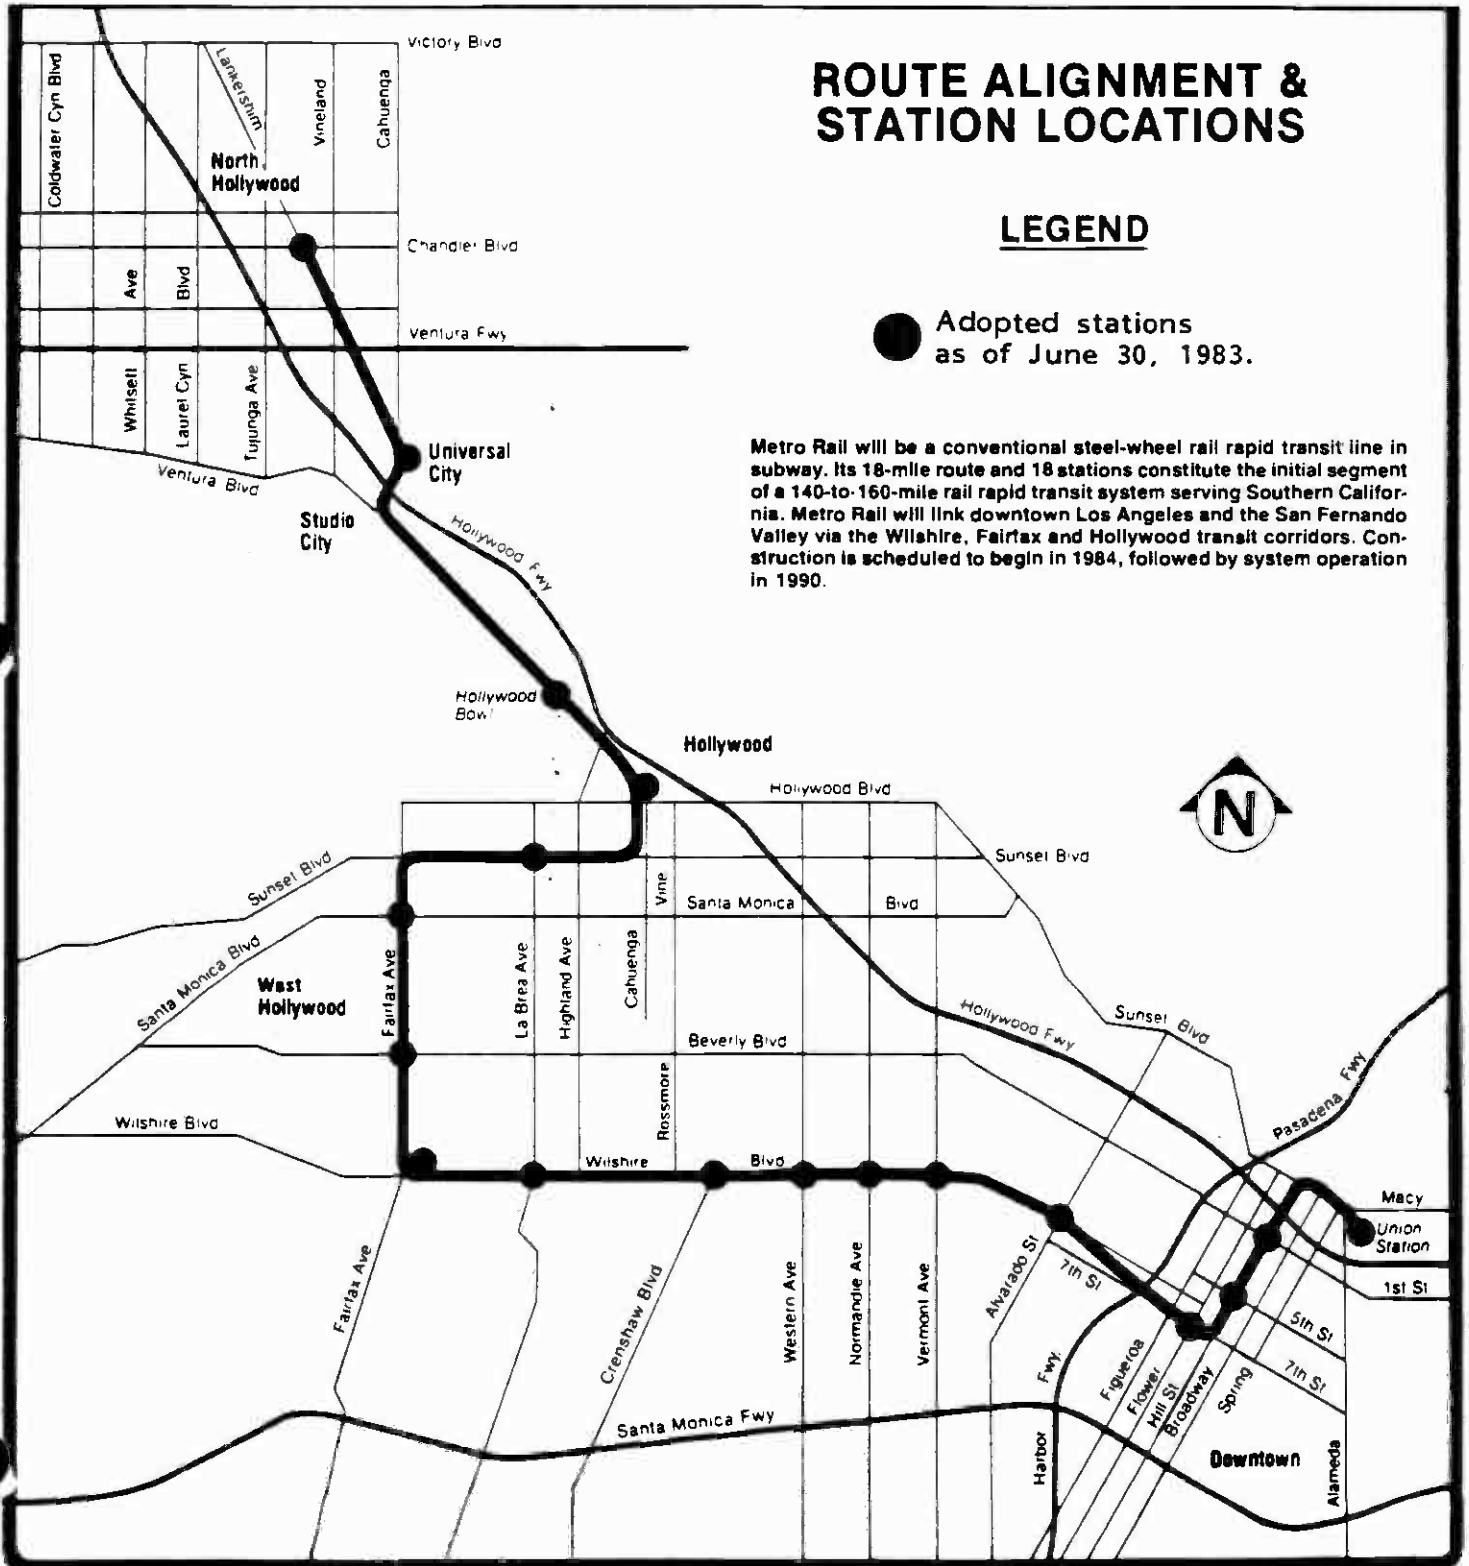 ROUTE ALIGNMENT &
STATION LOCATIONS
LEGEND
Adopted stations
as of June 30, 1983.
Metro Rail will be a conventional steel-wheel rail rapid transit line in
subway. Its 18-mile route and 18 stations constitute the initial segment
of a 140-to-160-mile rail rapid transit system serving Southern Califor-
nia. Metro Rail will link downtown Los Angeles and the San Fernando
Valley via the Wilshire, Fairfax and Hollywood transit corridors. Con-
struction is scheduled to begin in 1984, followed by system operation
in 1990.
Victory Blvd
Coldwater Cyn Blvd
Lankershim
Vineland
Cahuenga
North
Hollywood
Chandler Blvd
Whitsett Ave
Laurel Cyn Blvd
Tujunga Ave
Ventura Fwy
Ventura Blvd
Universal
City
Studio
City
Hollywood Fwy
Hollywood
Bowl
Hollywood
N
Hollywood Blvd
Sunset Blvd
Sunset Blvd
Vine
Santa Monica Blvd
Santa Monica Blvd
West
Hollywood
Fairfax Ave
La Brea Ave
Highland Ave
Cahuenga
Hollywood Fwy
Sunset Blvd
Beverly Blvd
Rossmore
Pasadena Fwy
Wilshire Blvd
Wilshire Blvd
Macy
Union
Station
1st St
5th St
7th St
7th St
Fairfax Ave
Crenshaw Blvd
Western Ave
Normandie Ave
Vermont Ave
Alvarado St
Harbor Fwy.
Figueroa
Flower
Hill St
Broadway
Spring
Santa Monica Fwy
Downtown
Alameda